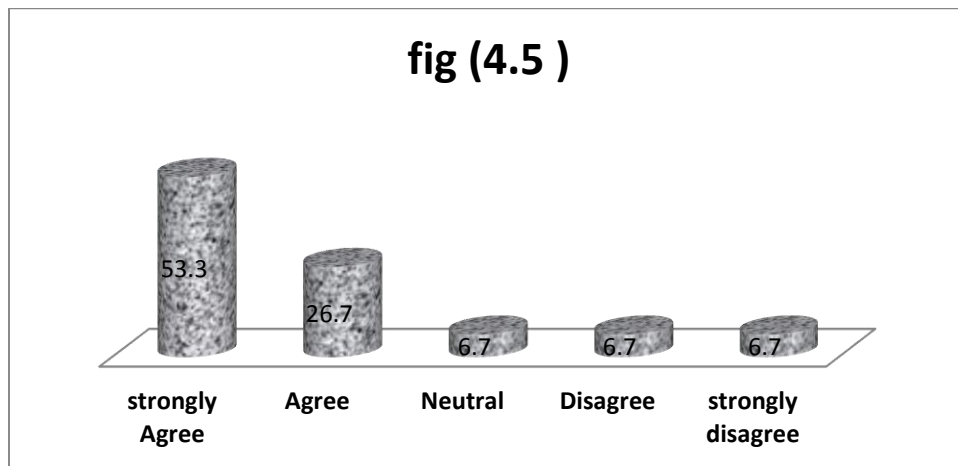 fig (4.5 )
53.3
26.7
6.7
6.7
6.7
strongly Agree
Agree
Neutral
Disagree
strongly disagree